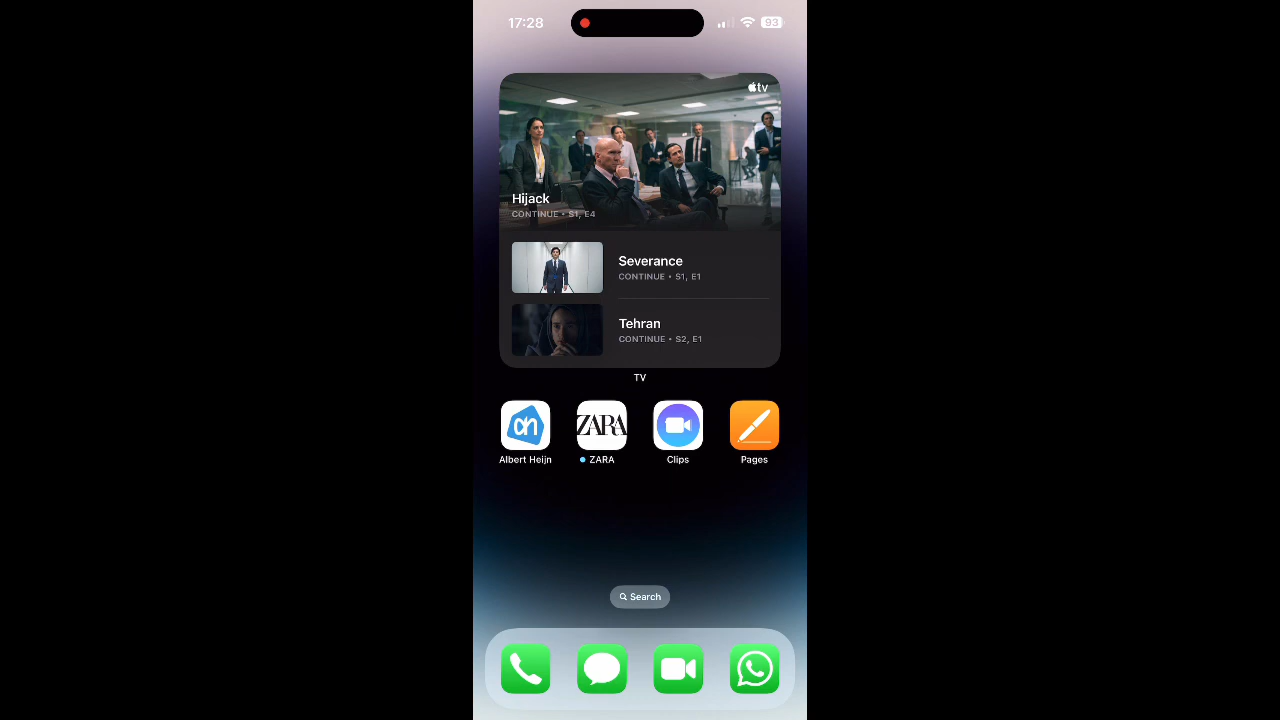 17:28
93
tv
Hijack
CONTINUE • S1, E4
Severance
CONTINUE • S1, E1
Tehran
CONTINUE • S2, E1
TV
ah
ZARA
Albert Heijn
ZARA
Clips
Pages
Search